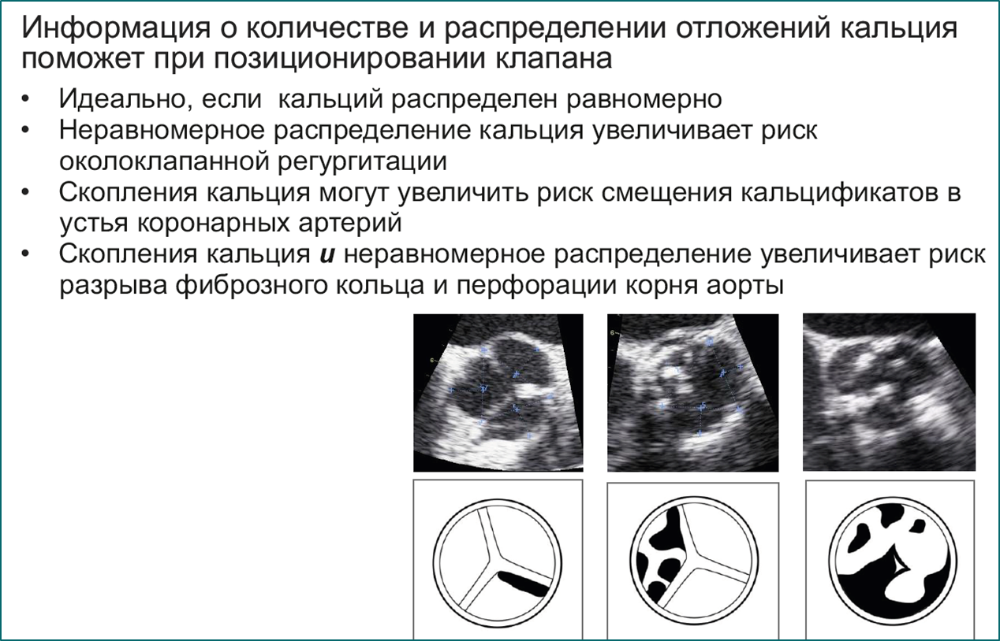 Информация о количестве и распределении отложений кальция
поможет при позиционировании клапана
• Идеально, если  кальций распределен равномерно
• Неравномерное распределение кальция увеличивает риск
околоклапанной регургитации
• Скопления кальция могут увеличить риск смещения кальцификатов в
устья коронарных артерий
• Скопления кальция и неравномерное распределение увеличивает риск
разрыва фиброзного кольца и перфорации корня аорты
6
6